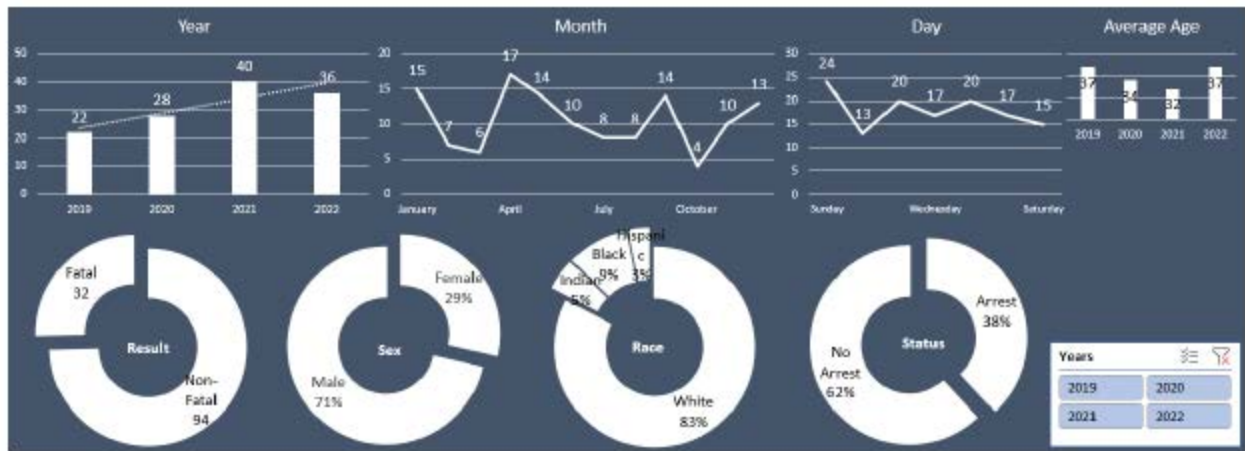 Year
50
40
30
20
10
0
22
28
40
36
2019
2020
2021
2022
Month
20
15
10
5
0
15
7
6
17
14
10
8
8
14
4
10
13
January
April
July
October
Day
30
25
20
15
10
5
0
24
13
20
17
20
17
15
Sunday
Wednesday
Saturday
Average Age
37
34
32
37
2019
2020
2021
2022
Fatal
32
Result
Non-
Fatal
94
Female
29%
Sex
Male
71%
Hispani
c
3%
Black
9%
Indian
5%
Race
White
83%
Arrest
38%
Status
No
Arrest
62%
Years
2019
2020
2021
2022